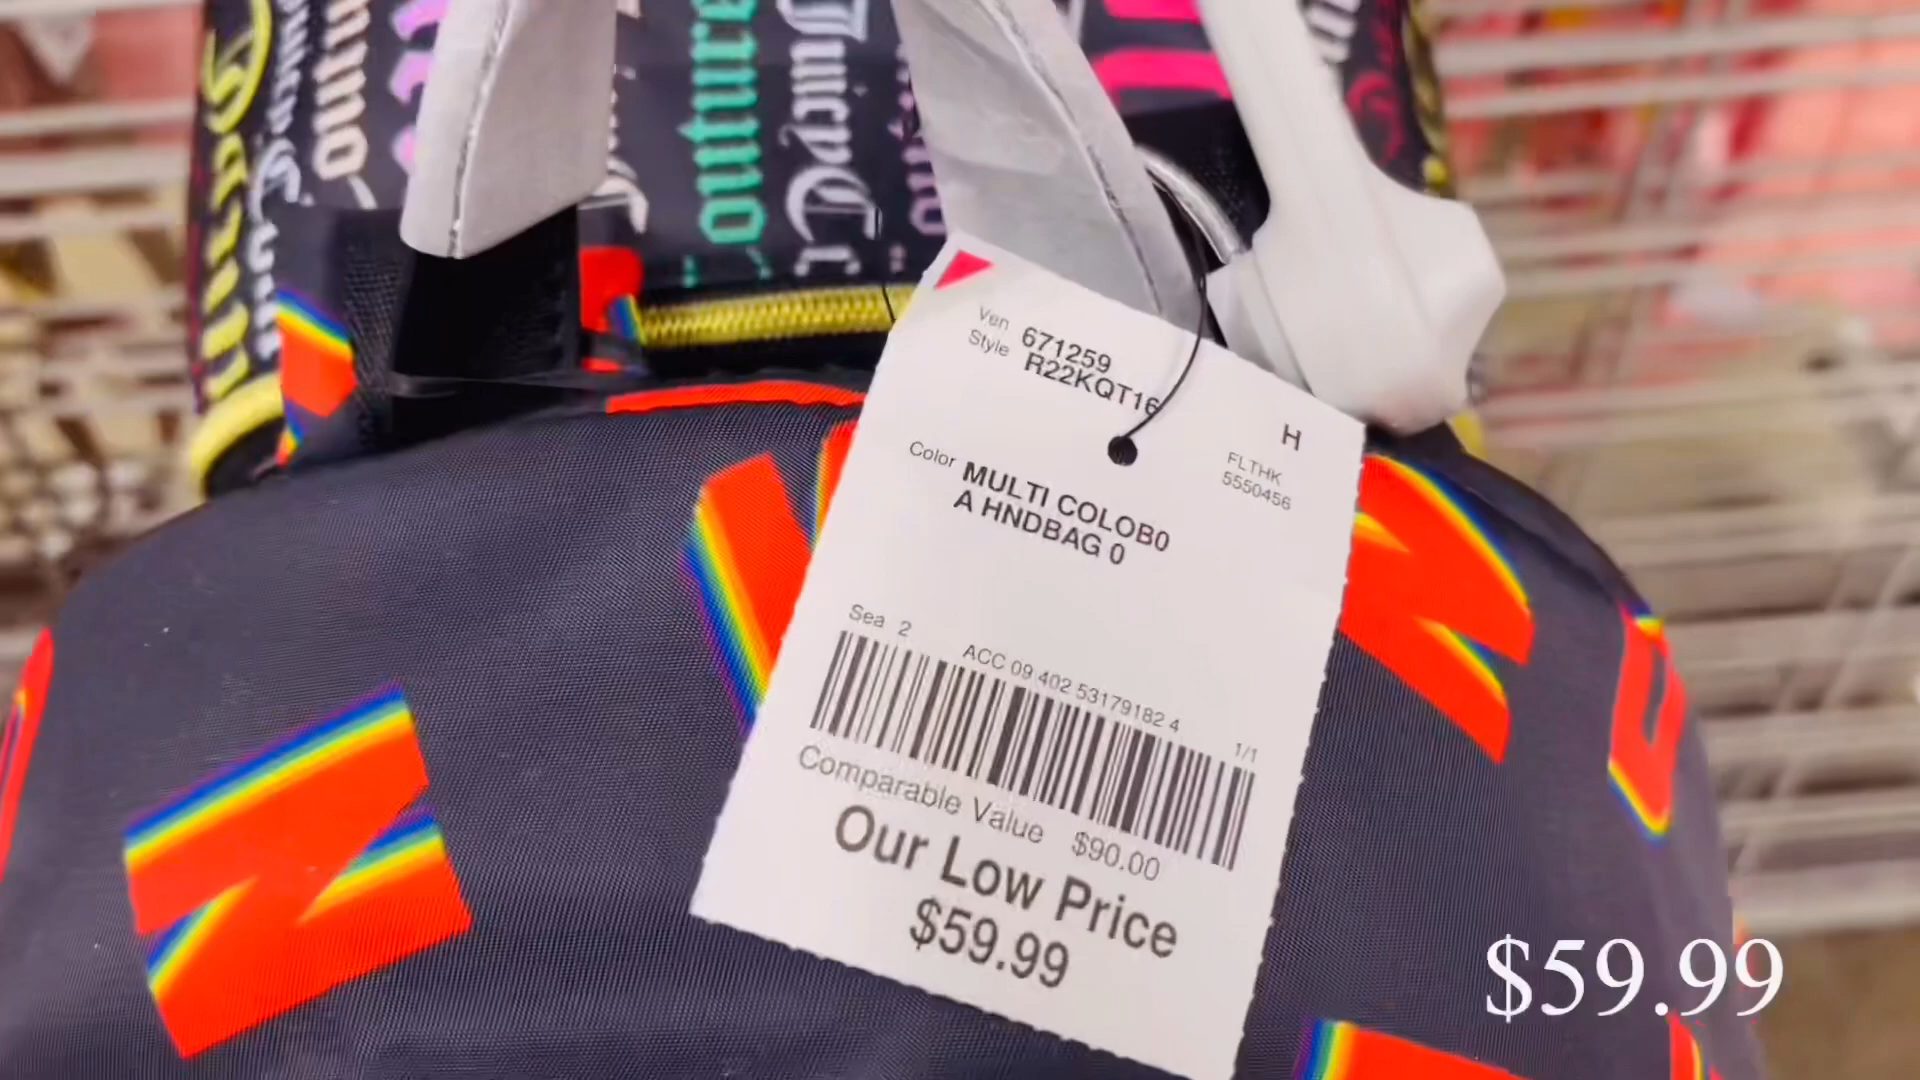 Ven 671259
Style R22KQT16
H
FLTHK
5550456
Color MULTI COLOB0
A HNDBAG 0
Sea 2
ACC 09 402 53179182 4
1/1
Comparable Value $90.00
Our Low Price
$59.99
$59.99